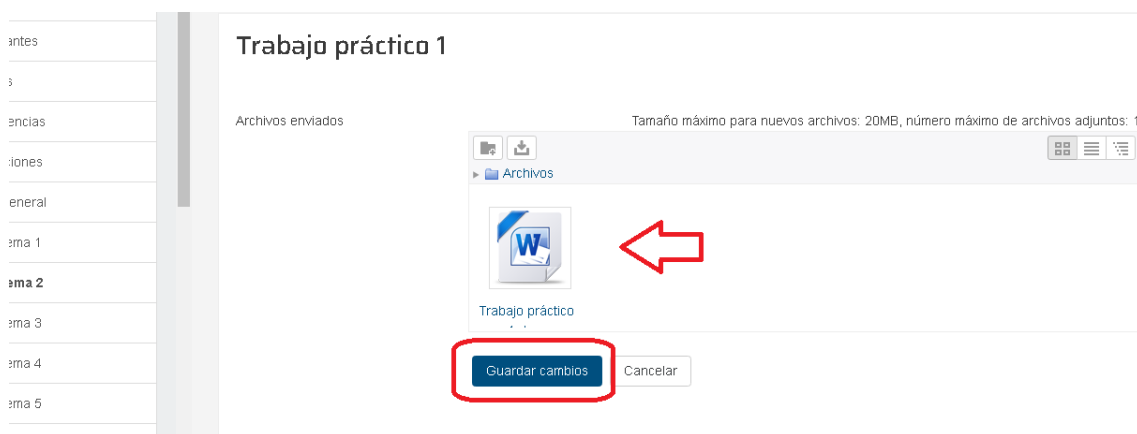 antes
s
encias
ciones
eneral
ema 1
ema 2
ema 3
ema 4
ema 5
Trabajo práctico 1
Archivos enviados
Tamaño máximo para nuevos archivos: 20MB, número máximo de archivos adjuntos: 1
Archivos
W
Trabajo práctico
Guardar cambios
Cancelar